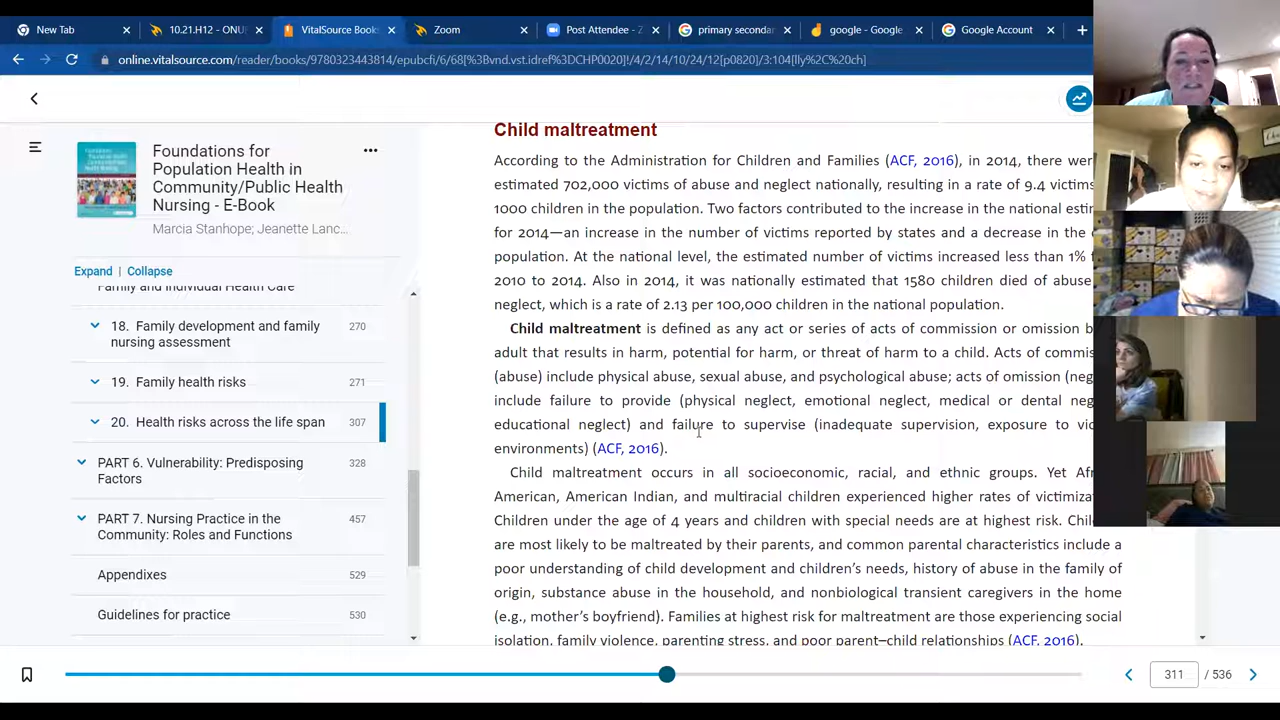 New Tab
10.21.H12 - ONU
VitalSource Book
Zoom
Post Attendee - Z
primary seconda
google - Google
Google Account
online.vitalsource.com/reader/books/9780323443814/epubcfi/6/68[%3Bvnd.vst.idref%3DCHP0020]!/4/2/14/10/24/12[p0820]/3:104[lly%2C%20ch]
Foundations for
Population Health in
Community/Public Health
Nursing - E-Book
Marcia Stanhope; Jeanette Lanc...
Expand | Collapse
Family and Individual Health Care
18. Family development and family 270
nursing assessment
19. Family health risks 271
20. Health risks across the life span 307
PART 6. Vulnerability: Predisposing 328
Factors
PART 7. Nursing Practice in the 457
Community: Roles and Functions
Appendixes 529
Guidelines for practice 530
Child maltreatment
According to the Administration for Children and Families (ACF, 2016), in 2014, there wer
estimated 702,000 victims of abuse and neglect nationally, resulting in a rate of 9.4 victims
1000 children in the population. Two factors contributed to the increase in the national esti
for 2014—an increase in the number of victims reported by states and a decrease in the
population. At the national level, the estimated number of victims increased less than 1%
2010 to 2014. Also in 2014, it was nationally estimated that 1580 children died of abuse
neglect, which is a rate of 2.13 per 100,000 children in the national population.
Child maltreatment is defined as any act or series of acts of commission or omission b
adult that results in harm, potential for harm, or threat of harm to a child. Acts of commis
(abuse) include physical abuse, sexual abuse, and psychological abuse; acts of omission (neg
include failure to provide (physical neglect, emotional neglect, medical or dental neg
educational neglect) and failure to supervise (inadequate supervision, exposure to vio
environments) (ACF, 2016).
Child maltreatment occurs in all socioeconomic, racial, and ethnic groups. Yet Afr
American, American Indian, and multiracial children experienced higher rates of victimiza
Children under the age of 4 years and children with special needs are at highest risk. Chil
are most likely to be maltreated by their parents, and common parental characteristics include a
poor understanding of child development and children's needs, history of abuse in the family of
origin, substance abuse in the household, and nonbiological transient caregivers in the home
(e.g., mother's boyfriend). Families at highest risk for maltreatment are those experiencing social
isolation, family violence, parenting stress, and poor parent–child relationships (ACF, 2016).
311 / 536